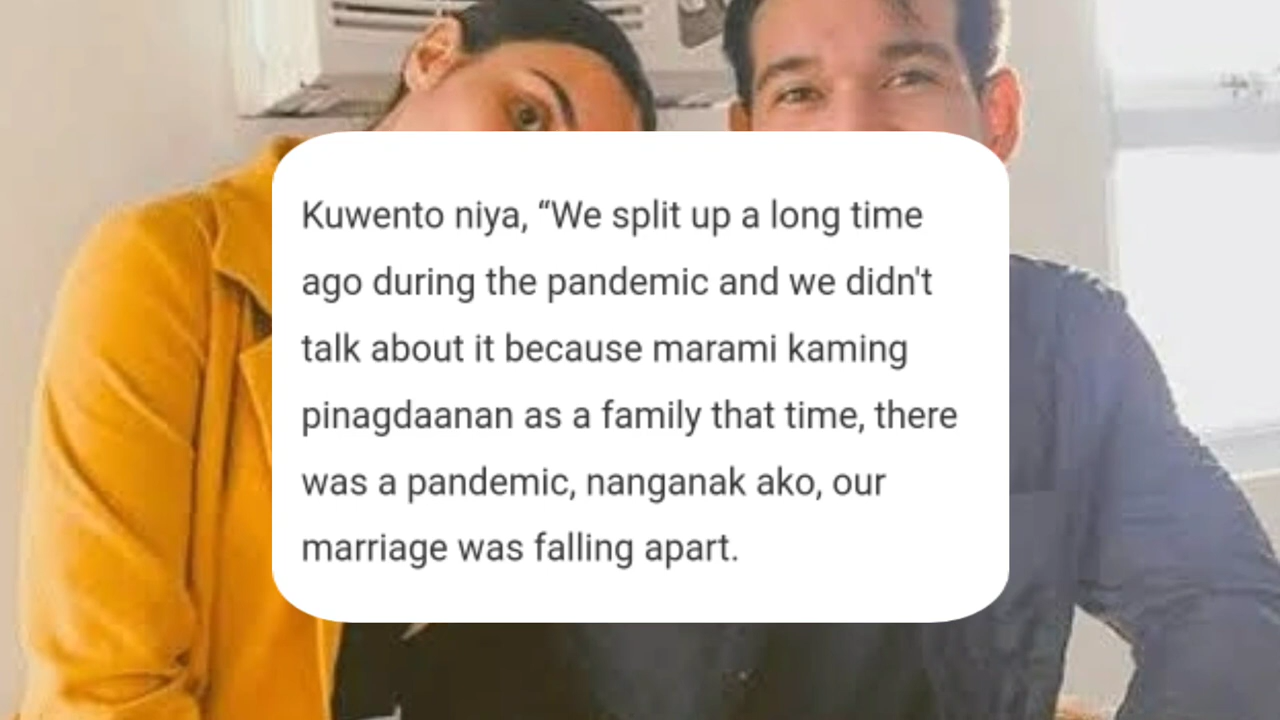 Kuwento niya, “We split up a long time
ago during the pandemic and we didn't
talk about it because marami kaming
pinagdaanan as a family that time, there
was a pandemic, nanganak ako, our
marriage was falling apart.